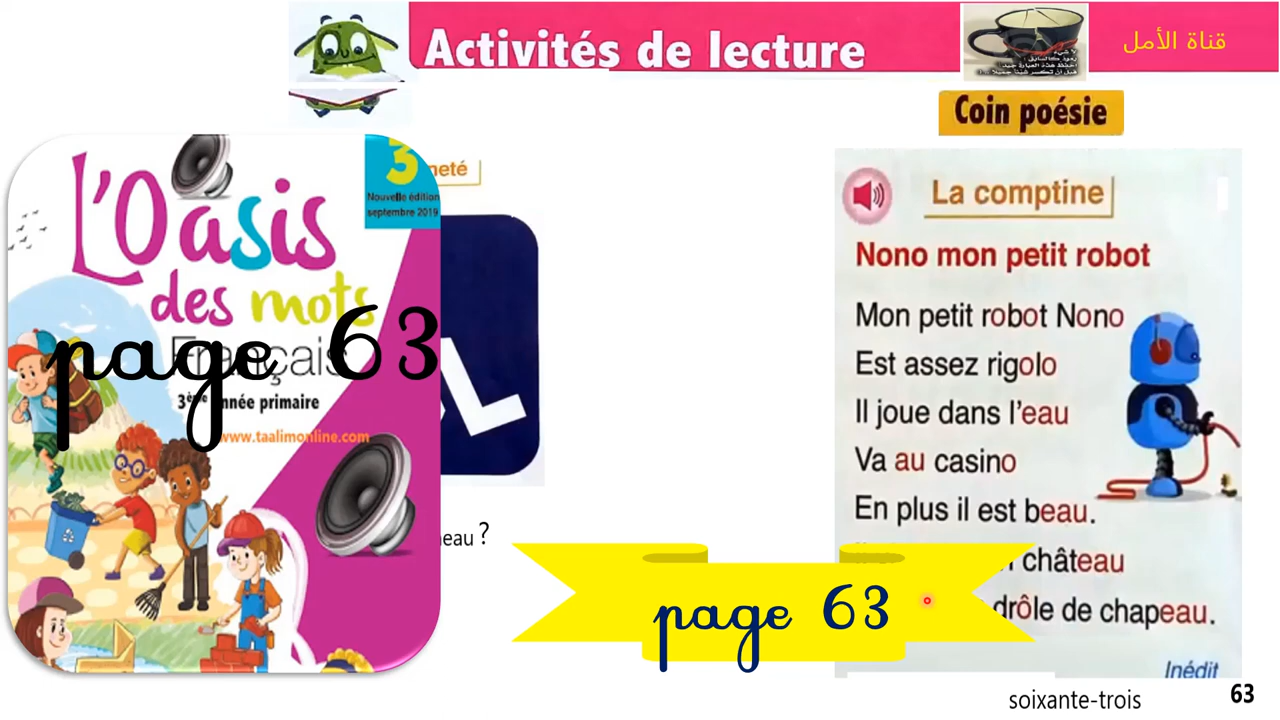 Activités de lecture
قناة الأمل
Coin poésie
L'Oasis
des mots
Français
3ème année primaire
www.taalimonline.com
3
Nouvelle édition
septembre 2019
page 63
La comptine
Nono mon petit robot
Mon petit robot Nono
Est assez rigolo
Il joue dans l'eau
Va au casino
En plus il est beau.
château
drôle de chapeau.
Inédit
page 63
soixante-trois
63